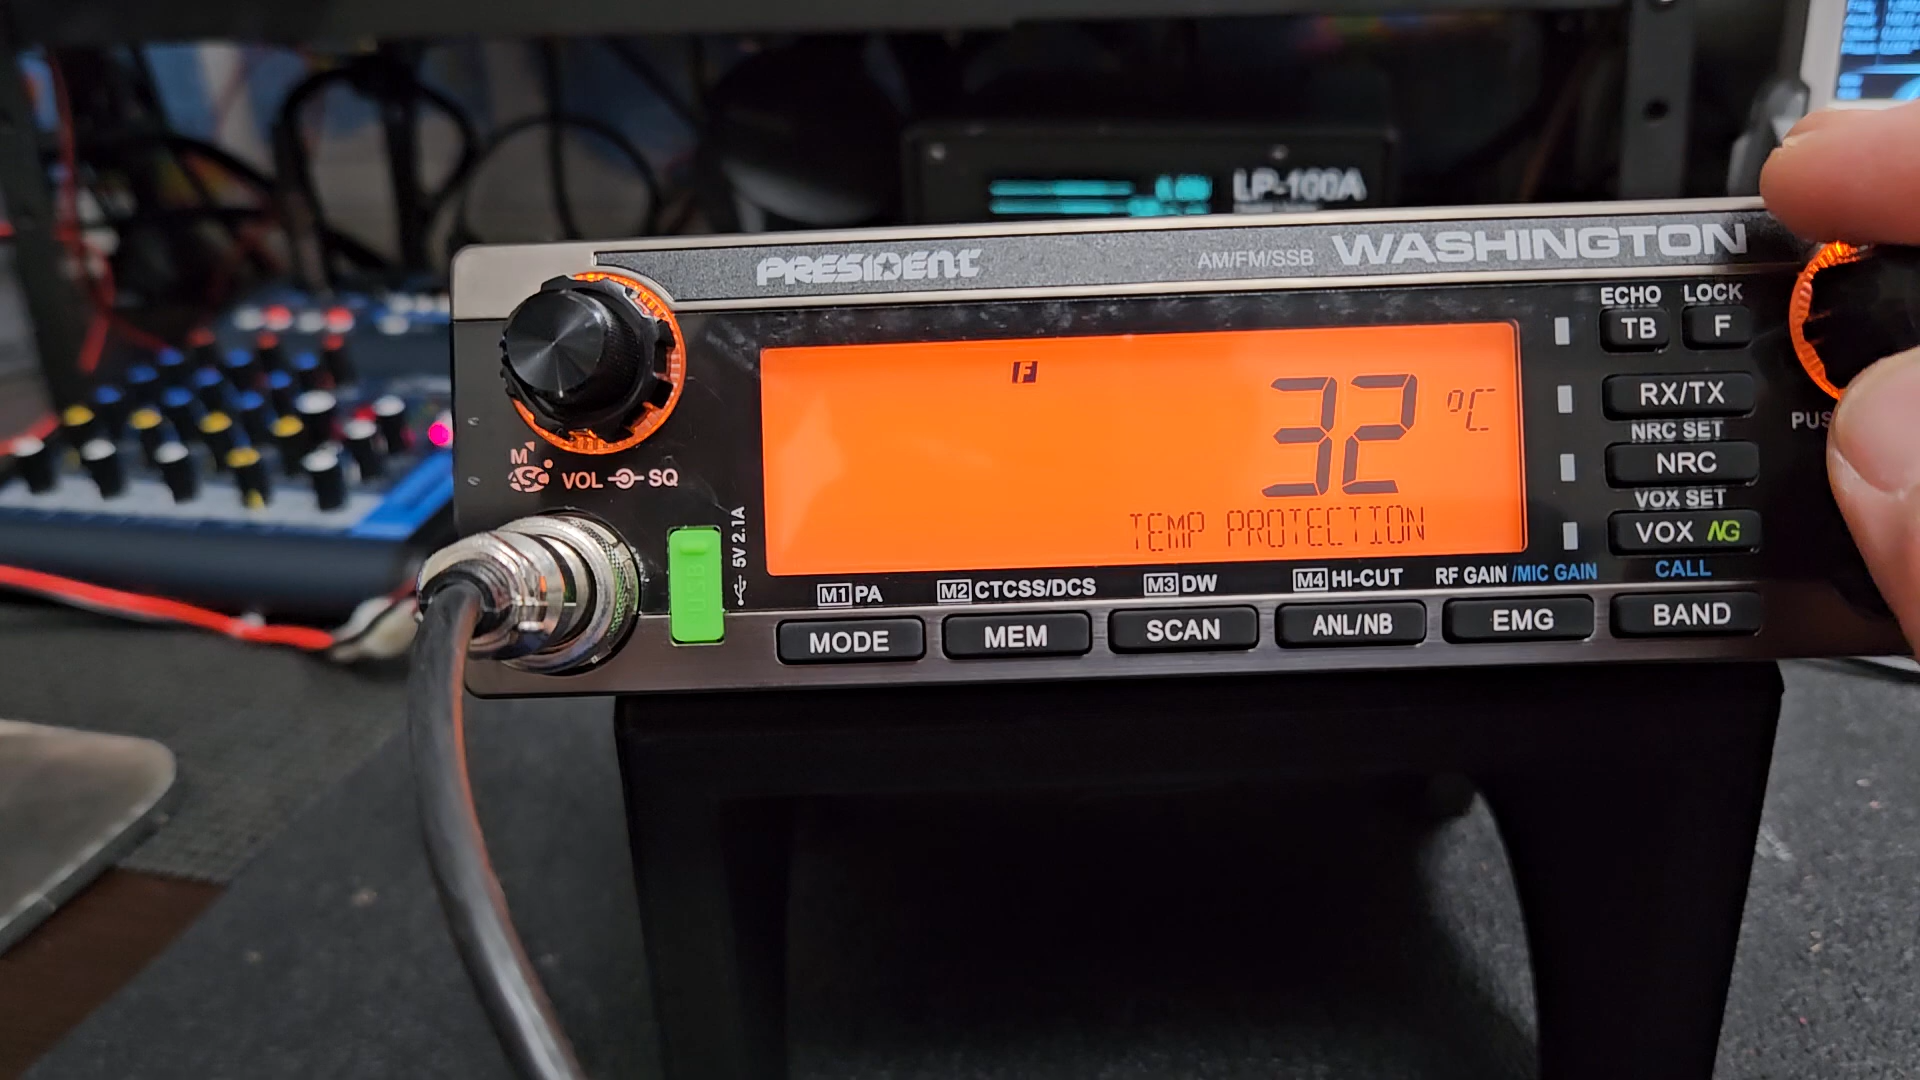 LP-100A
PRESIDENT AM/FM/SSB WASHINGTON
ECHO LOCK
TB F
F
32 °C
RX/TX
PUS
NRC SET
NRC
M ASC VOL SQ
VOX SET
VOX NG
5V 2.1A
USB
TEMP PROTECTION
M1 PA M2 CTCSS/DCS M3 DW M4 HI-CUT RF GAIN /MIC GAIN CALL
MODE MEM SCAN ANL/NB EMG BAND